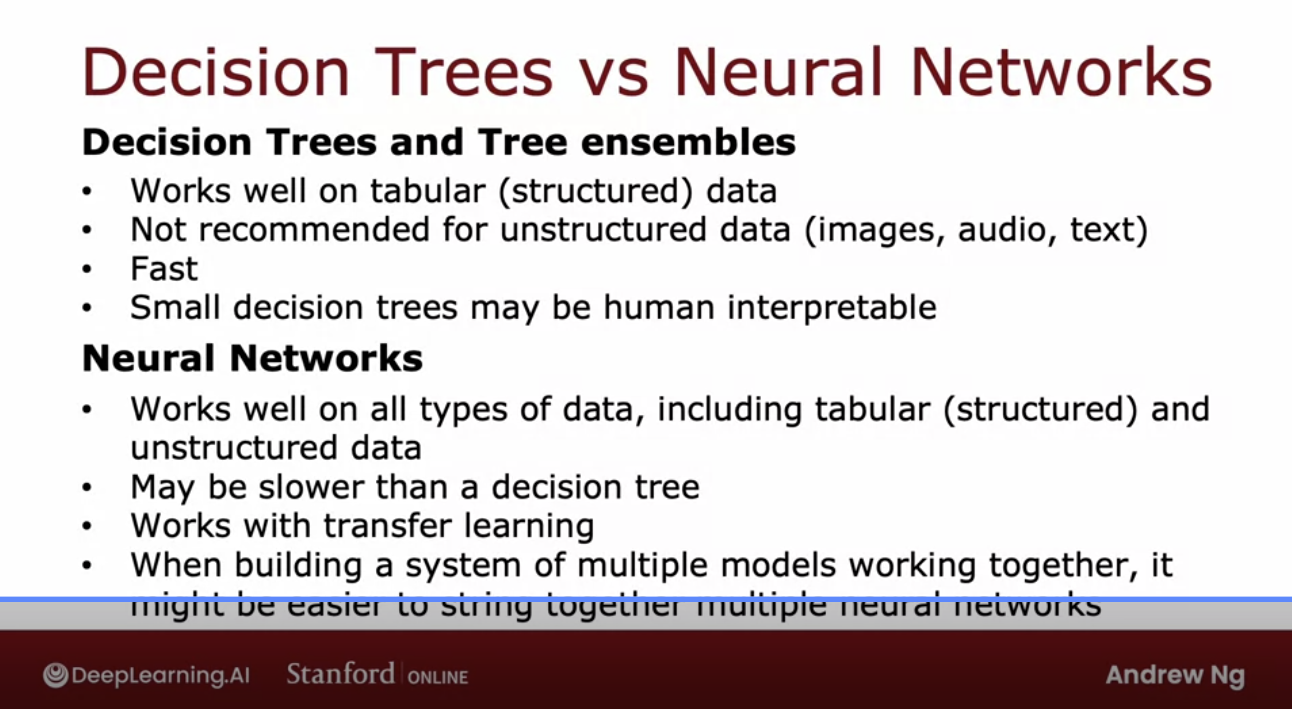 Decision Trees vs Neural Networks
Decision Trees and Tree ensembles
• Works well on tabular (structured) data
• Not recommended for unstructured data (images, audio, text)
• Fast
• Small decision trees may be human interpretable
Neural Networks
• Works well on all types of data, including tabular (structured) and
unstructured data
• May be slower than a decision tree
• Works with transfer learning
• When building a system of multiple models working together, it
might be easier to string together multiple neural networks
DeepLearning.AI Stanford | ONLINE Andrew Ng